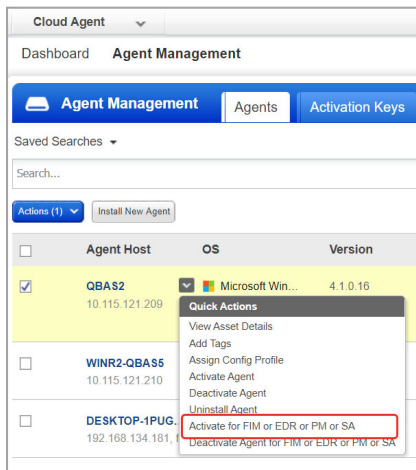 Cloud Agent
Dashboard Agent Management
Agent Management Agents Activation Keys
Saved Searches
Search...
Actions (1) Install New Agent
Agent Host OS Version
QBAS2 Microsoft Win... 4.1.0.16
10.115.121.209
Quick Actions
View Asset Details
Add Tags
Assign Config Profile
Activate Agent
Deactivate Agent
Uninstall Agent
Activate for FIM or EDR or PM or SA
Deactivate Agent for FIM or EDR or PM or SA
WINR2-QBAS5
10.115.121.210
DESKTOP-1PUG.
192.168.134.181, f